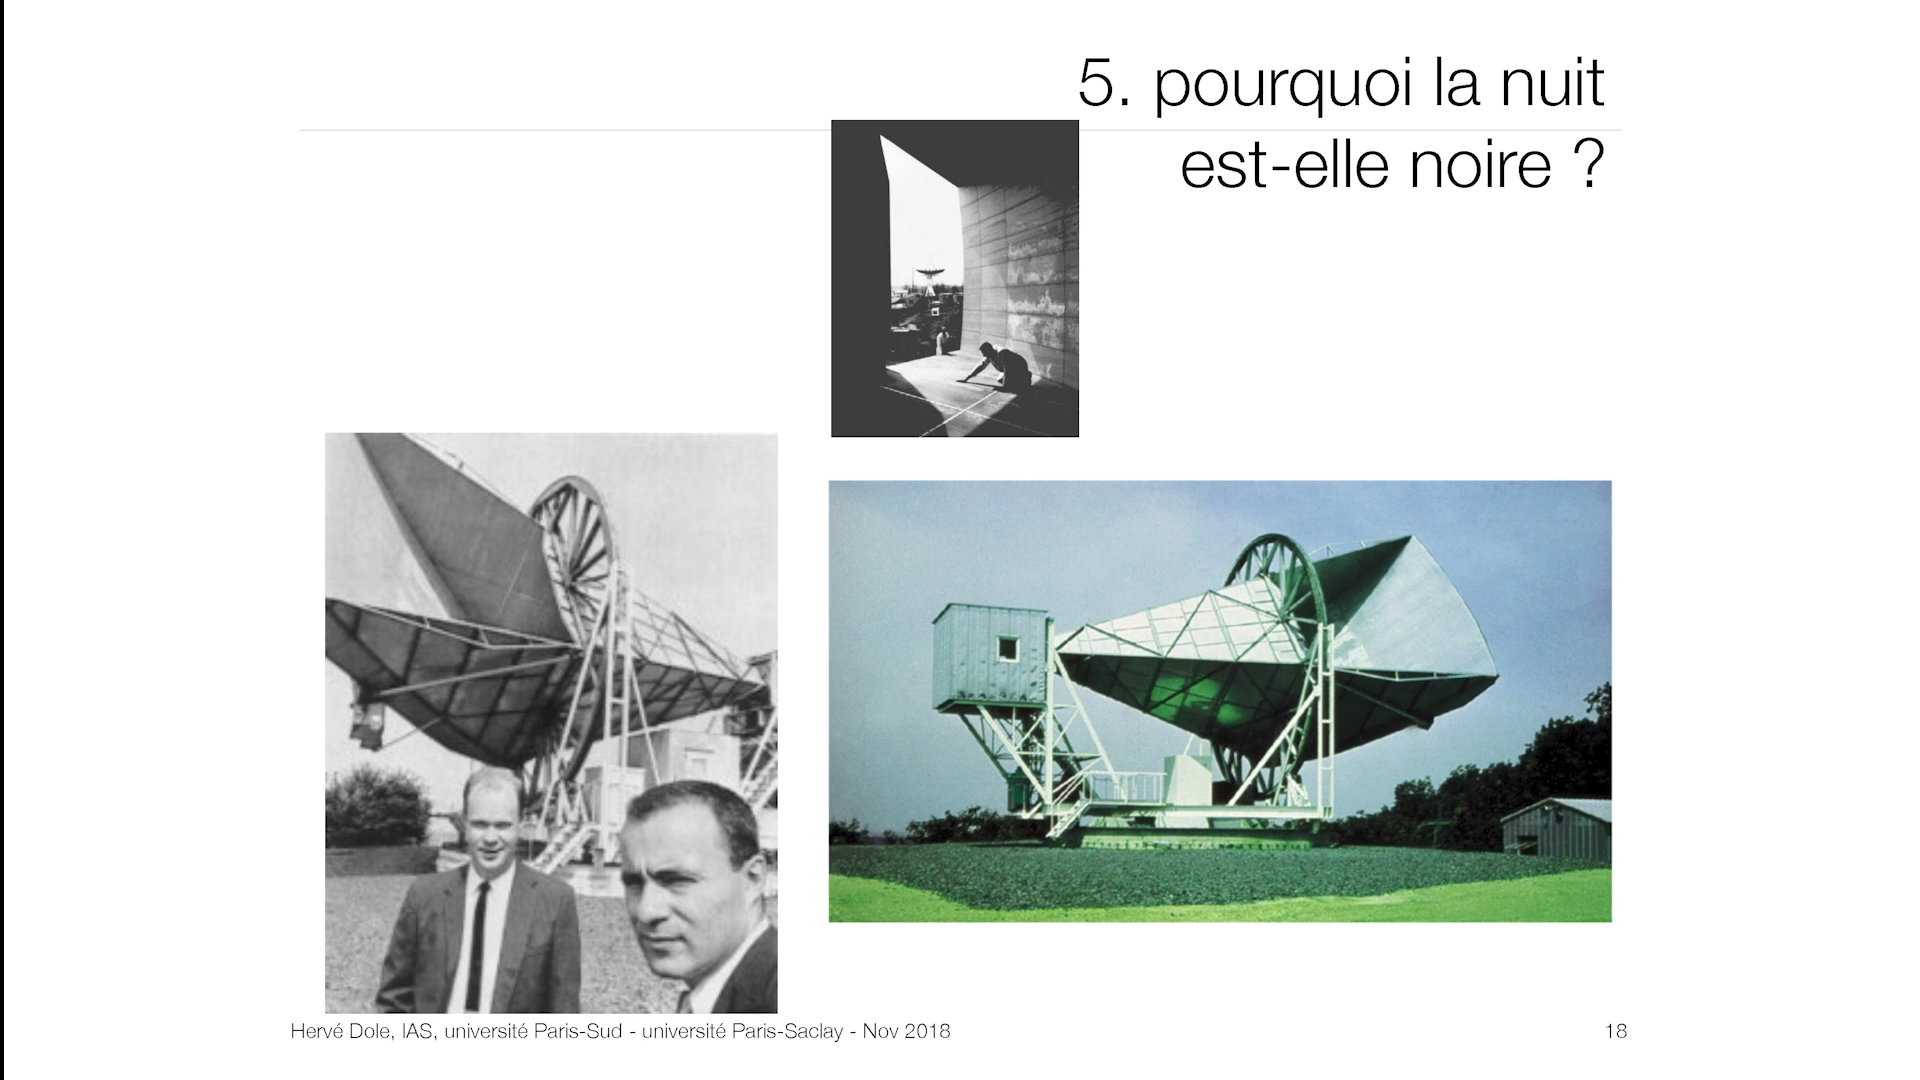 5. pourquoi la nuit
est-elle noire ?
Hervé Dole, IAS, université Paris-Sud - université Paris-Saclay - Nov 2018
18